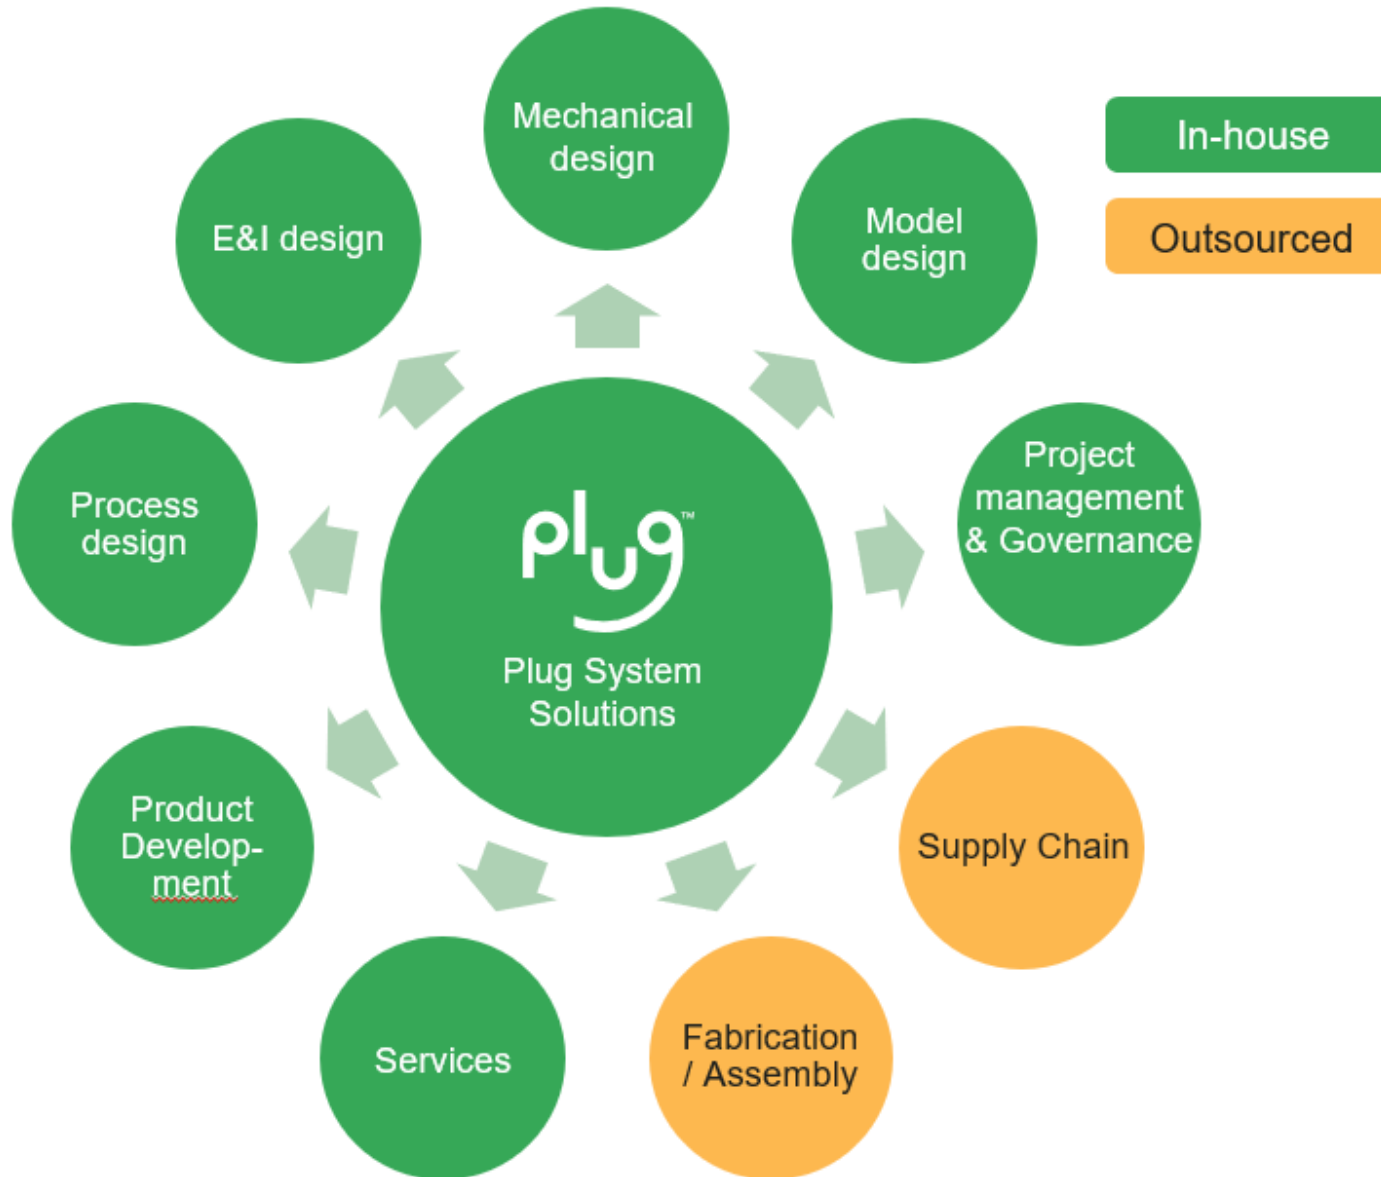 Mechanical
design
In-house
Model
design
Outsourced
E&I design
Project
management
& Governance
Process
design
plug™
Plug System
Solutions
Product
Develop-
ment
Supply Chain
Services
Fabrication
/ Assembly